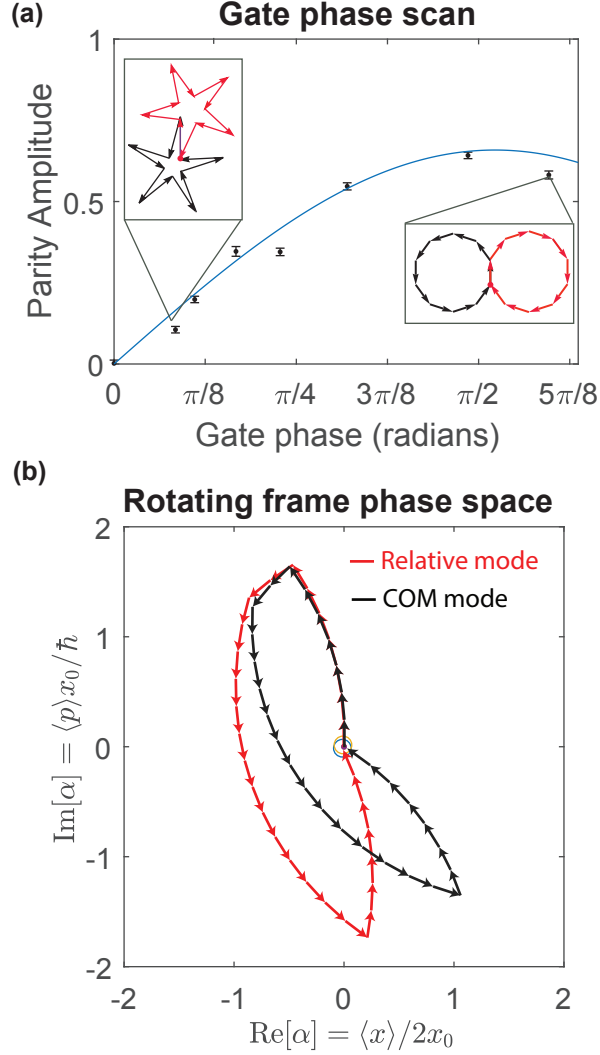 (a)
Gate phase scan
Parity Amplitude
1
0.5
0
0 π/8 π/4 3π/8 π/2 5π/8
Gate phase (radians)
(b)
Rotating frame phase space
Im[α] = ⟨p⟩x₀/ħ
2
1
0
-1
-2
Relative mode
COM mode
-2 -1 0 1 2
Re[α] = ⟨x⟩/2x₀